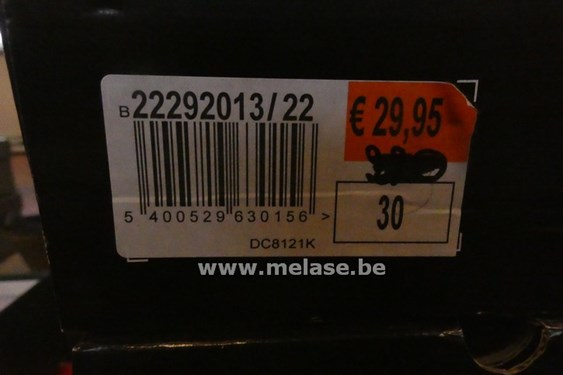 B 22292013/22
€ 29,95
5 400529 630156 >
30
DC8121K
www.melase.be